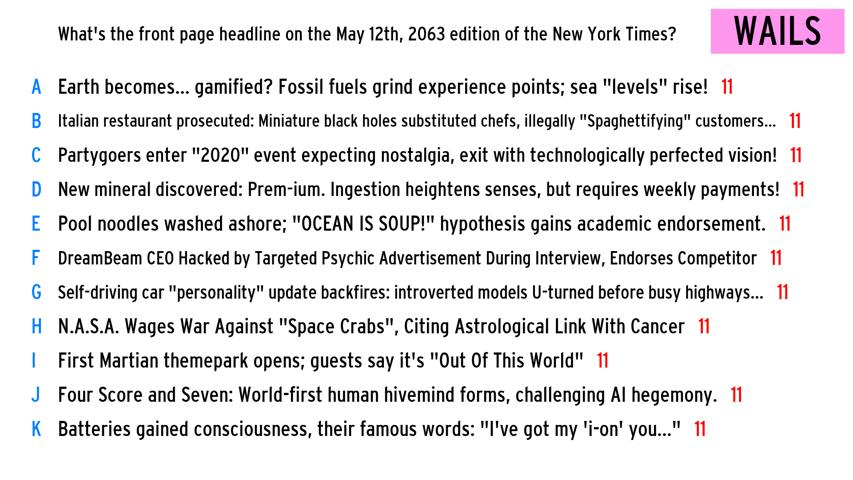 What's the front page headline on the May 12th, 2063 edition of the New York Times?
WAILS
A Earth becomes... gamified? Fossil fuels grind experience points; sea "levels" rise! 11
B Italian restaurant prosecuted: Miniature black holes substituted chefs, illegally "Spaghettifying" customers... 11
C Partygoers enter "2020" event expecting nostalgia, exit with technologically perfected vision! 11
D New mineral discovered: Prem-ium. Ingestion heightens senses, but requires weekly payments! 11
E Pool noodles washed ashore; "OCEAN IS SOUP!" hypothesis gains academic endorsement. 11
F DreamBeam CEO Hacked by Targeted Psychic Advertisement During Interview, Endorses Competitor 11
G Self-driving car "personality" update backfires: introverted models U-turned before busy highways... 11
H N.A.S.A. Wages War Against "Space Crabs", Citing Astrological Link With Cancer 11
I First Martian themepark opens; guests say it's "Out Of This World" 11
J Four Score and Seven: World-first human hivemind forms, challenging AI hegemony. 11
K Batteries gained consciousness, their famous words: "I've got my 'i-on' you..." 11